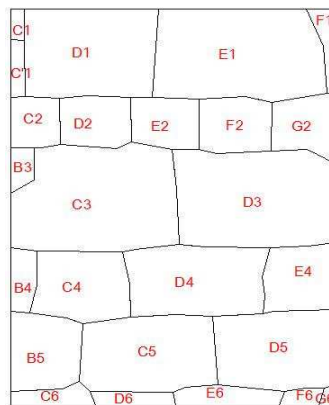 C1 D1 E1 F1
C'1
C2 D2 E2 F2 G2
B3
C3 D3
B4 C4 D4 E4
B5 C5 D5
C6 D6 E6 F6 G6